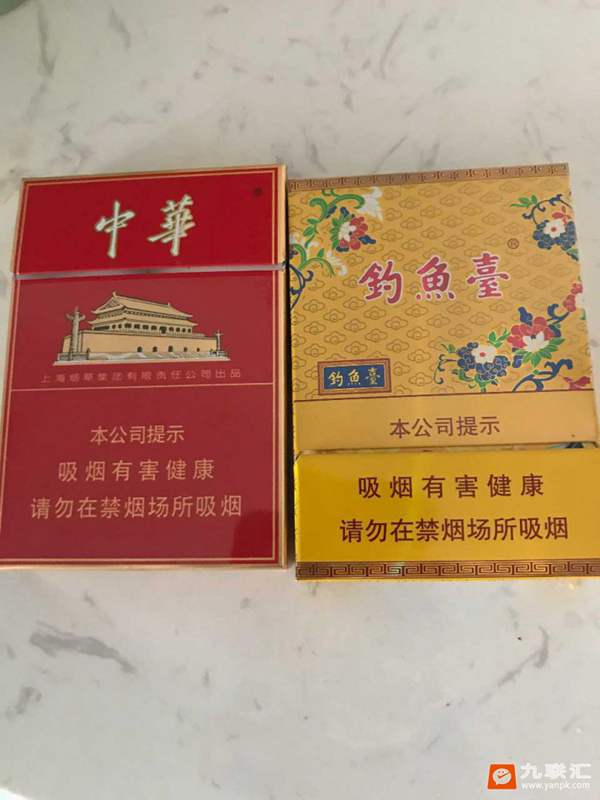 中華
上海烟草集团有限责任公司出品
本公司提示
吸烟有害健康
请勿在禁烟场所吸烟
釣魚臺®
釣魚臺
本公司提示
吸烟有害健康
请勿在禁烟场所吸烟
九联汇
www.yanpk.com